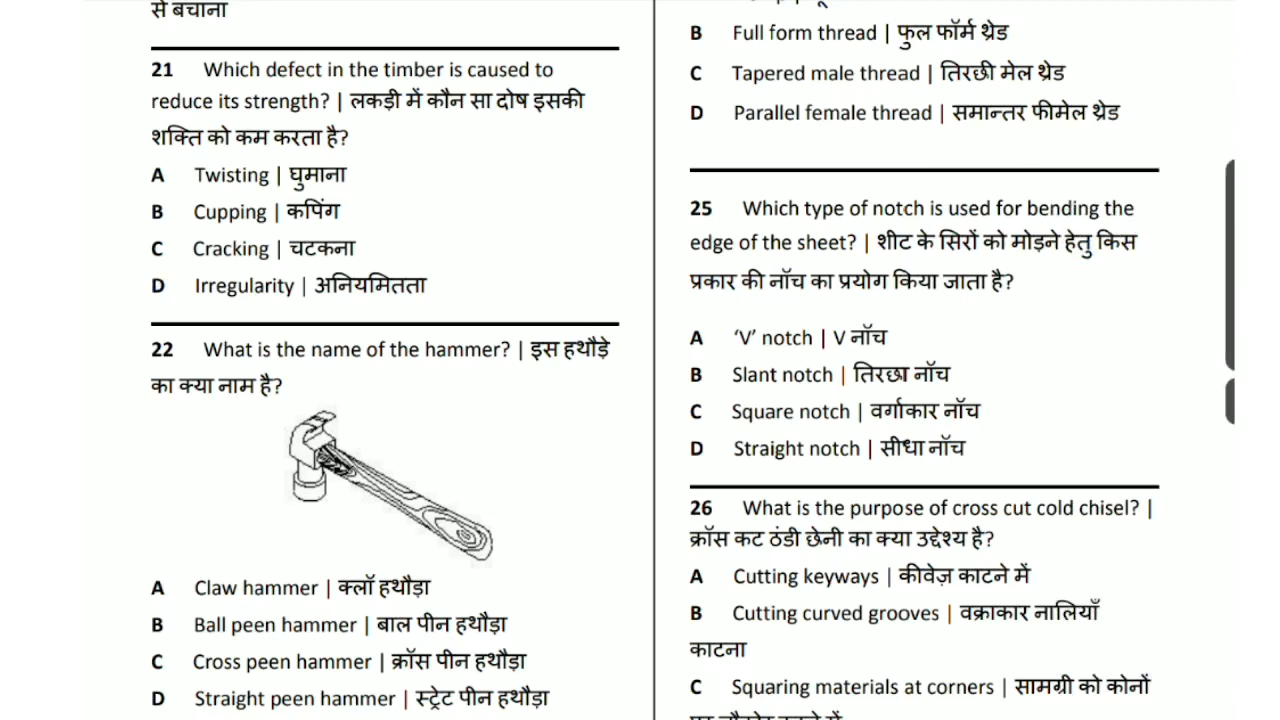 से बचाना
21 Which defect in the timber is caused to
reduce its strength? | लकड़ी में कौन सा दोष इसकी
शक्ति को कम करता है?
A Twisting | घुमाना
B Cupping | कपिंग
C Cracking | चटकना
D Irregularity | अनियमितता
22 What is the name of the hammer? | इस हथौड़े
का क्या नाम है?
A Claw hammer | क्लॉ हथौड़ा
B Ball peen hammer | बाल पीन हथौड़ा
C Cross peen hammer | क्रॉस पीन हथौड़ा
D Straight peen hammer | स्ट्रेट पीन हथौड़ा
B Full form thread | फुल फॉर्म थ्रेड
C Tapered male thread | तिरछी मेल थ्रेड
D Parallel female thread | समान्तर फीमेल थ्रेड
25 Which type of notch is used for bending the
edge of the sheet? | शीट के सिरों को मोड़ने हेतु किस
प्रकार की नॉच का प्रयोग किया जाता है?
A ‘V’ notch | V नॉच
B Slant notch | तिरछा नॉच
C Square notch | वर्गाकार नॉच
D Straight notch | सीधा नॉच
26 What is the purpose of cross cut cold chisel? |
क्रॉस कट ठंडी छेनी का क्या उद्देश्य है?
A Cutting keyways | कीवेज़ काटने में
B Cutting curved grooves | वक्राकार नालियाँ
काटना
C Squaring materials at corners | सामग्री को कोनों